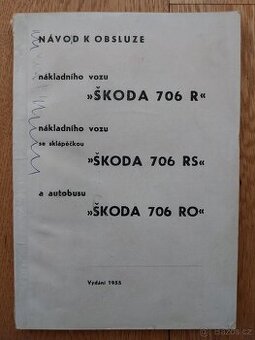 NÁVOD K OBSLUZE
nákladního vozu
»ŠKODA 706 R«
nákladního vozu
se sklápěčkou
»ŠKODA 706 RS«
a autobusu
»ŠKODA 706 RO«
Vydání 1955